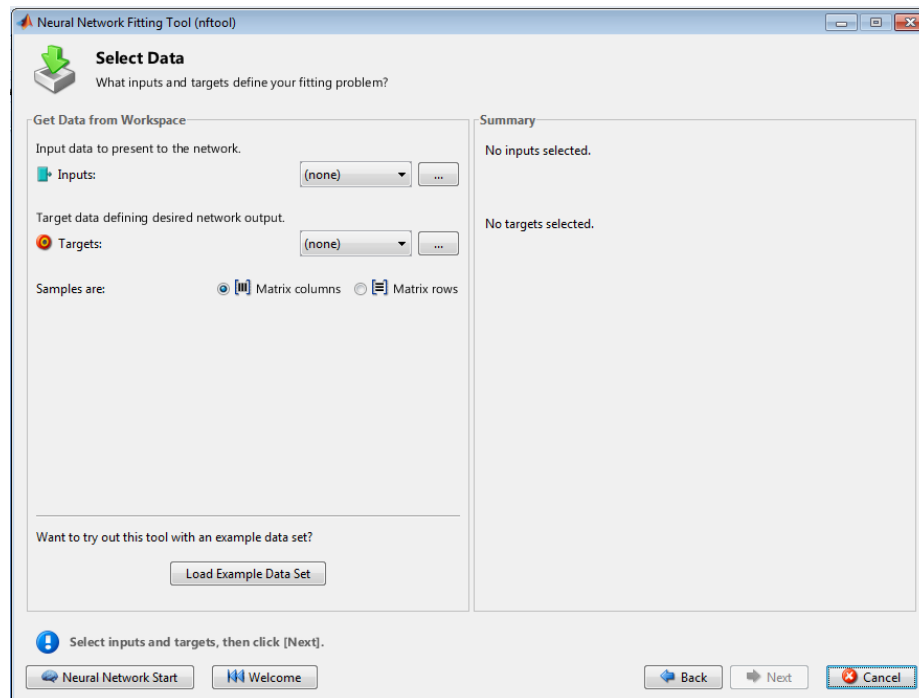 Neural Network Fitting Tool (nftool)
Select Data
What inputs and targets define your fitting problem?
Get Data from Workspace
Input data to present to the network.
Inputs: (none) ...
Target data defining desired network output.
Targets: (none) ...
Samples are: Matrix columns Matrix rows
Want to try out this tool with an example data set?
Load Example Data Set
Summary
No inputs selected.
No targets selected.
Select inputs and targets, then click [Next].
Neural Network Start Welcome Back Next Cancel